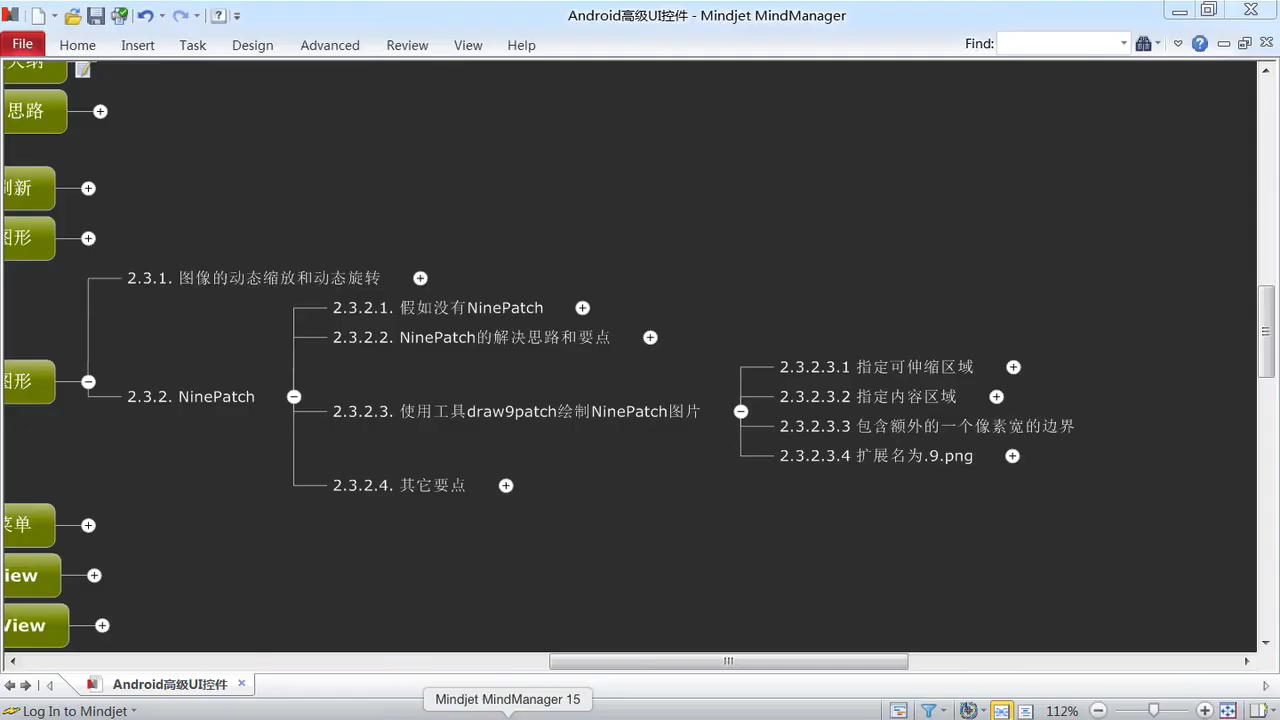 Android高级UI控件 - Mindjet MindManager
File Home Insert Task Design Advanced Review View Help Find:
大纲
思路
刷新
图形
2.3.1. 图像的动态缩放和动态旋转
2.3.2.1. 假如没有NinePatch
2.3.2.2. NinePatch的解决思路和要点
2.3.2.3.1 指定可伸缩区域
图形
2.3.2. NinePatch
2.3.2.3.2 指定内容区域
2.3.2.3. 使用工具draw9patch绘制NinePatch图片
2.3.2.3.3 包含额外的一个像素宽的边界
2.3.2.3.4 扩展名为.9.png
2.3.2.4. 其它要点
菜单
iew
View
Android高级UI控件
Mindjet MindManager 15
Log In to Mindjet
112%